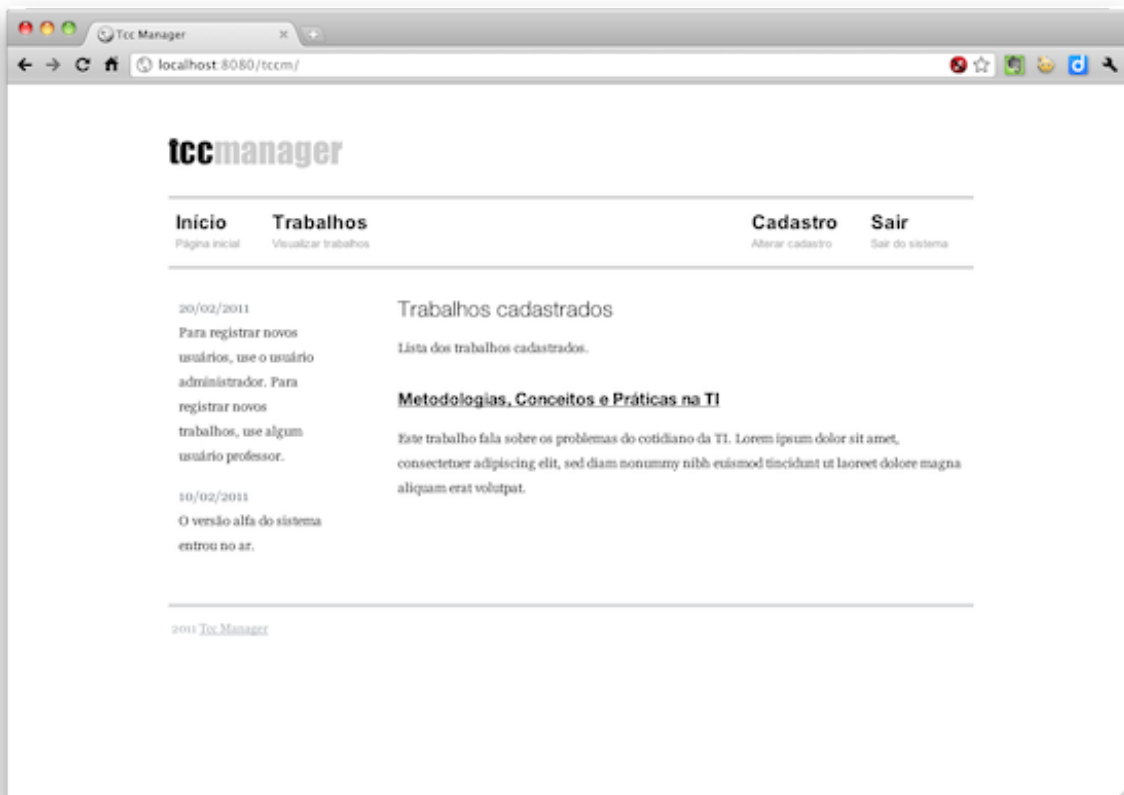 Tcc Manager
localhost:8080/tccm/
tccmanager
Início
Página inicial
Trabalhos
Visualizar trabalhos
Cadastro
Alterar cadastro
Sair
Sair do sistema
20/02/2011
Para registrar novos
usuários, use o usuário
administrador. Para
registrar novos
trabalhos, use algum
usuário professor.
10/02/2011
O versão alfa do sistema
entrou no ar.
Trabalhos cadastrados
Lista dos trabalhos cadastrados.
Metodologias, Conceitos e Práticas na TI
Este trabalho fala sobre os problemas do cotidiano da TI. Lorem ipsum dolor sit amet,
consectetuer adipiscing elit, sed diam nonummy nibh euismod tincidunt ut laoreet dolore magna
aliquam erat volutpat.
2011 Tcc Manager